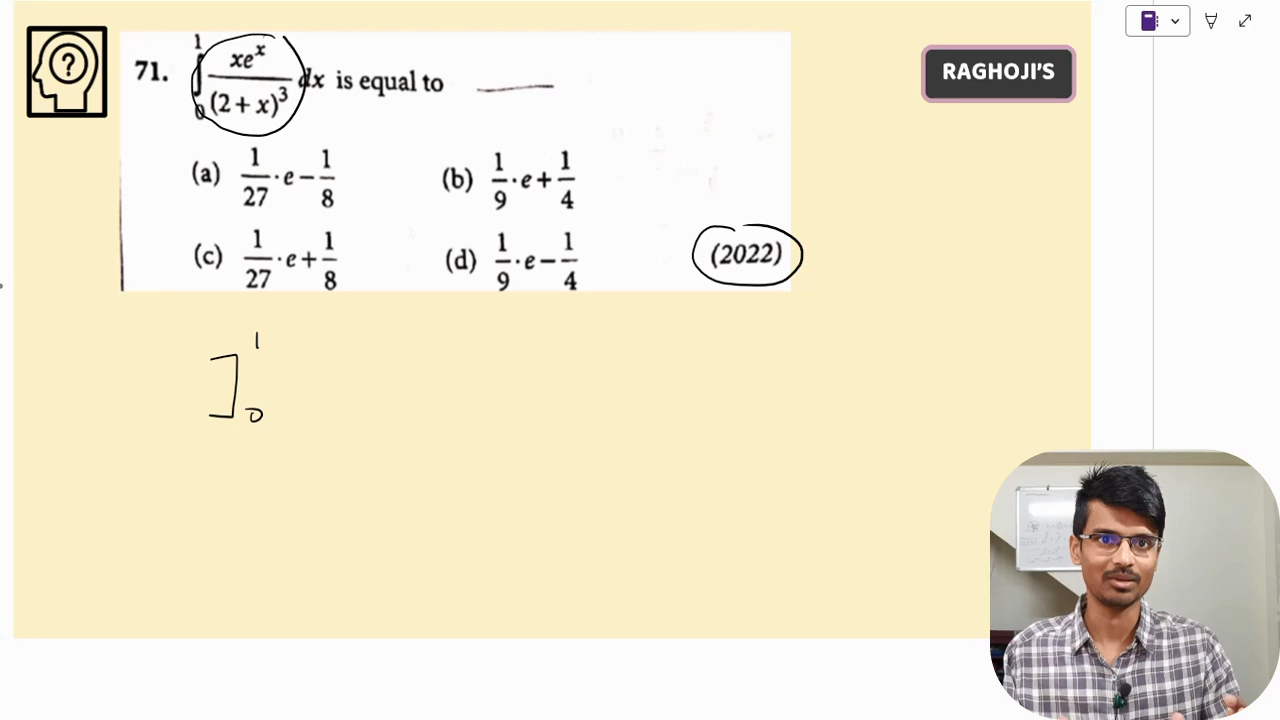 RAGHOJI'S
71. ∫₀¹ xeˣ/(2 + x)³ dx is equal to ____
(a) 1/27 · e − 1/8 (b) 1/9 · e + 1/4
(c) 1/27 · e + 1/8 (d) 1/9 · e − 1/4 (2022)
]₀¹